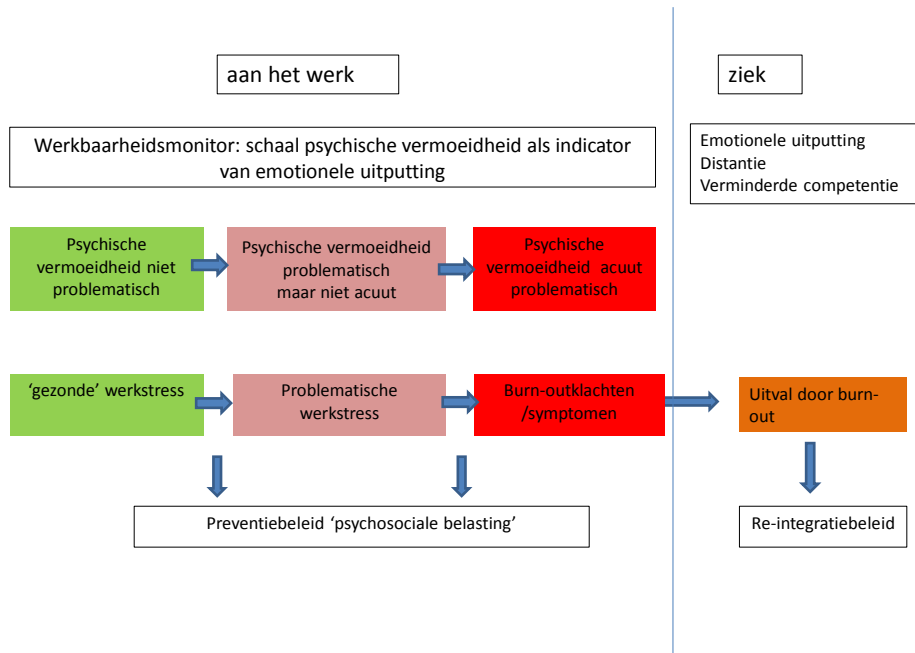 aan het werk
ziek
Werkbaarheidsmonitor: schaal psychische vermoeidheid als indicator
van emotionele uitputting
Emotionele uitputting
Distantie
Verminderde competentie
Psychische
vermoeidheid niet
problematisch
Psychische vermoeidheid
problematisch
maar niet acuut
Psychische
vermoeidheid acuut
problematisch
‘gezonde’ werkstress
Problematische
werkstress
Burn-outklachten
/symptomen
Uitval door burn-
out
Preventiebeleid ‘psychosociale belasting’
Re-integratiebeleid